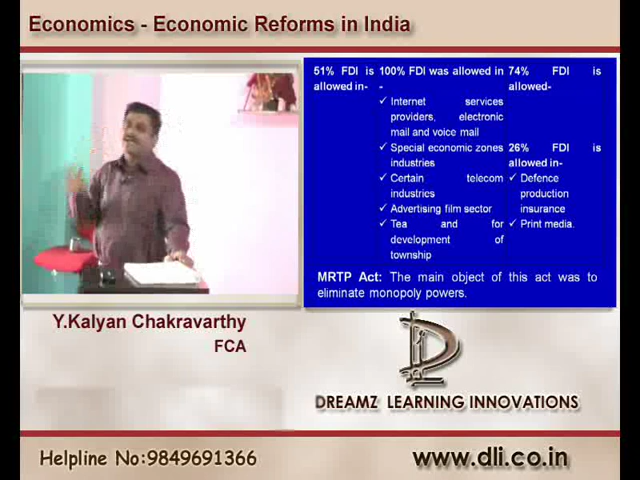 Economics - Economic Reforms in India
51% FDI is
allowed in-
100% FDI was allowed in
-
✓ Internet services
providers, electronic
mail and voice mail
✓ Special economic zones
industries
✓ Certain telecom
industries
✓ Advertising film sector
✓ Tea and for
development of
township
74% FDI is
allowed-
26% FDI is
allowed in-
✓ Defence
production
insurance
✓ Print media.
MRTP Act: The main object of this act was to
eliminate monopoly powers.
Y.Kalyan Chakravarthy
FCA
DREAMZ LEARNING INNOVATIONS
Helpline No:9849691366
www.dli.co.in